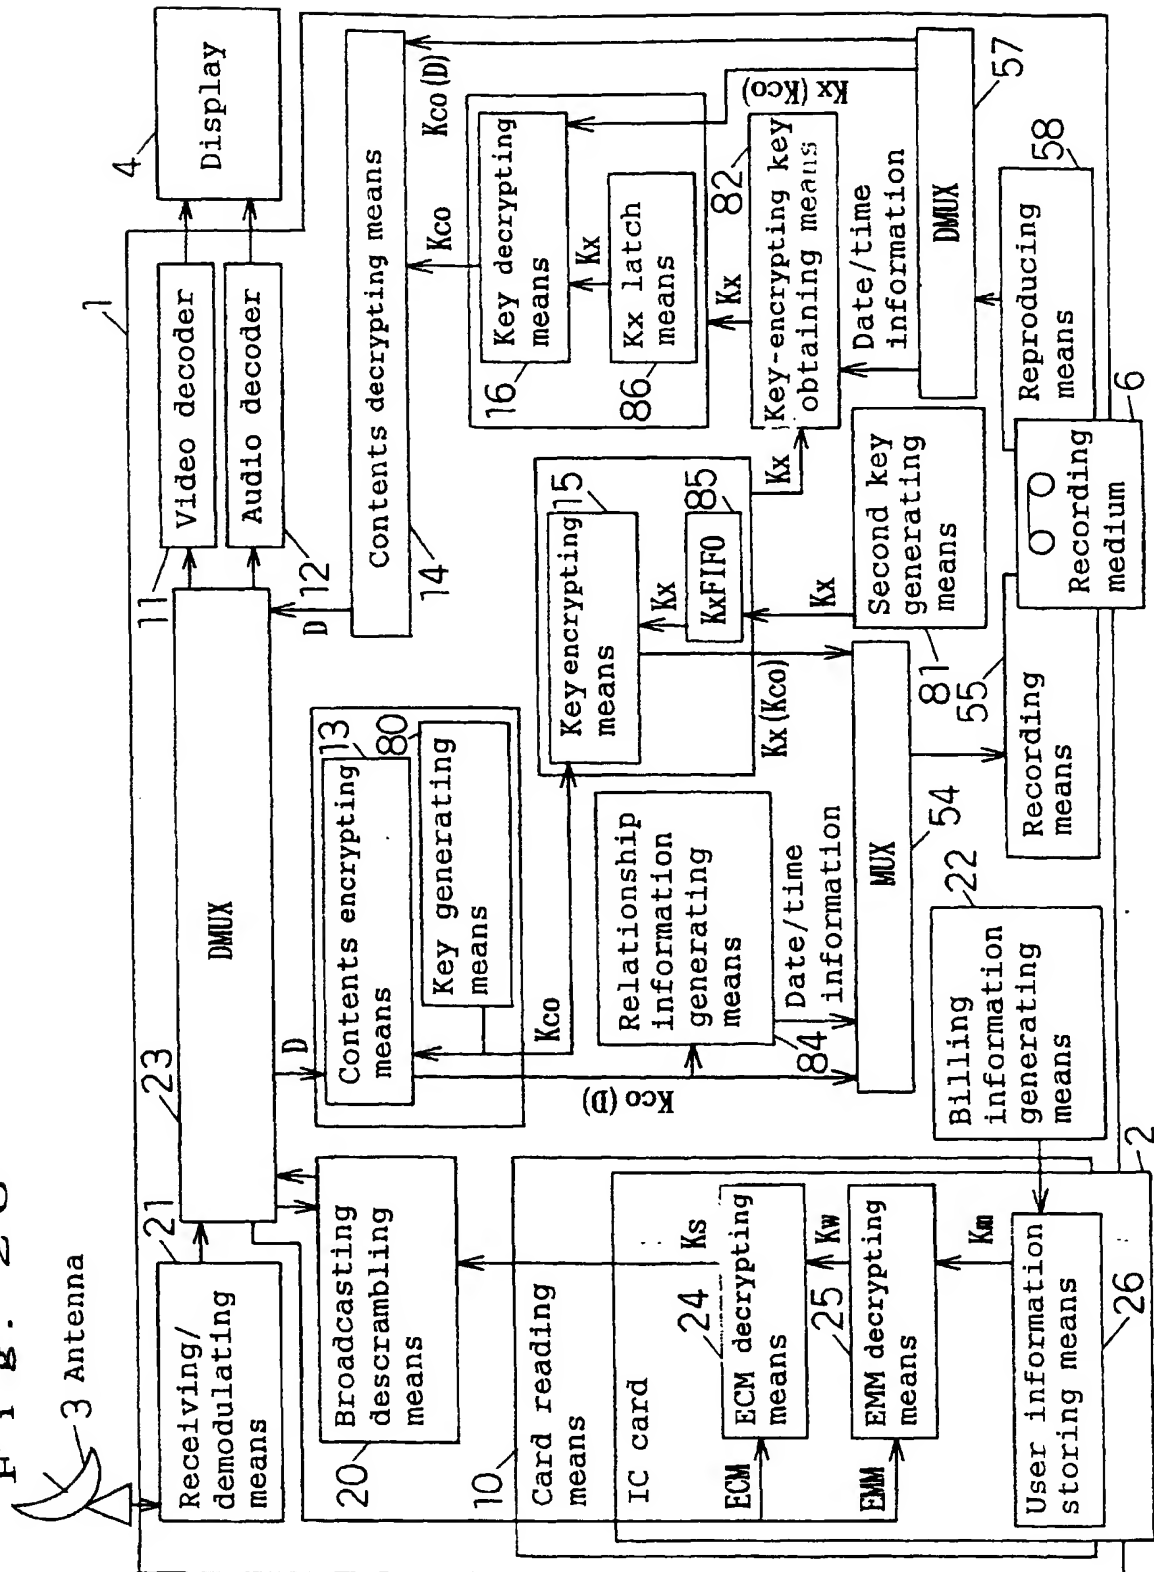 3 Antenna
21
Receiving/
demodulating
means
23
DMUX
11
Video decoder
Audio decoder
12
4
Display
1
D
D
20
Broadcasting
descrambling
means
13
Contents encrypting
means
80
Key generating
means
Kco
Kco(D)
14
Contents decrypting means
Kco
Kco(D)
16
Key decrypting
means
Kx
Kx latch
means
86
Kx
Kx(Kco)
82
Key-encrypting key
obtaining means
Kx
Date/time
information
DMUX
57
Reproducing
means
58
Key encrypting
means
15
Kx
KxFIFO
85
Kx
Kx(Kco)
Second key
generating
means
81
Relationship
information
generating
means
84
Date/time
information
MUX
54
55
Recording
means
Recording
medium
6
22
Billing
information
generating
means
10
Card reading
means
IC card
2
Ks
24
ECM decrypting
means
ECM
Kw
25
EMM decrypting
means
EMM
Km
User information
storing means
26